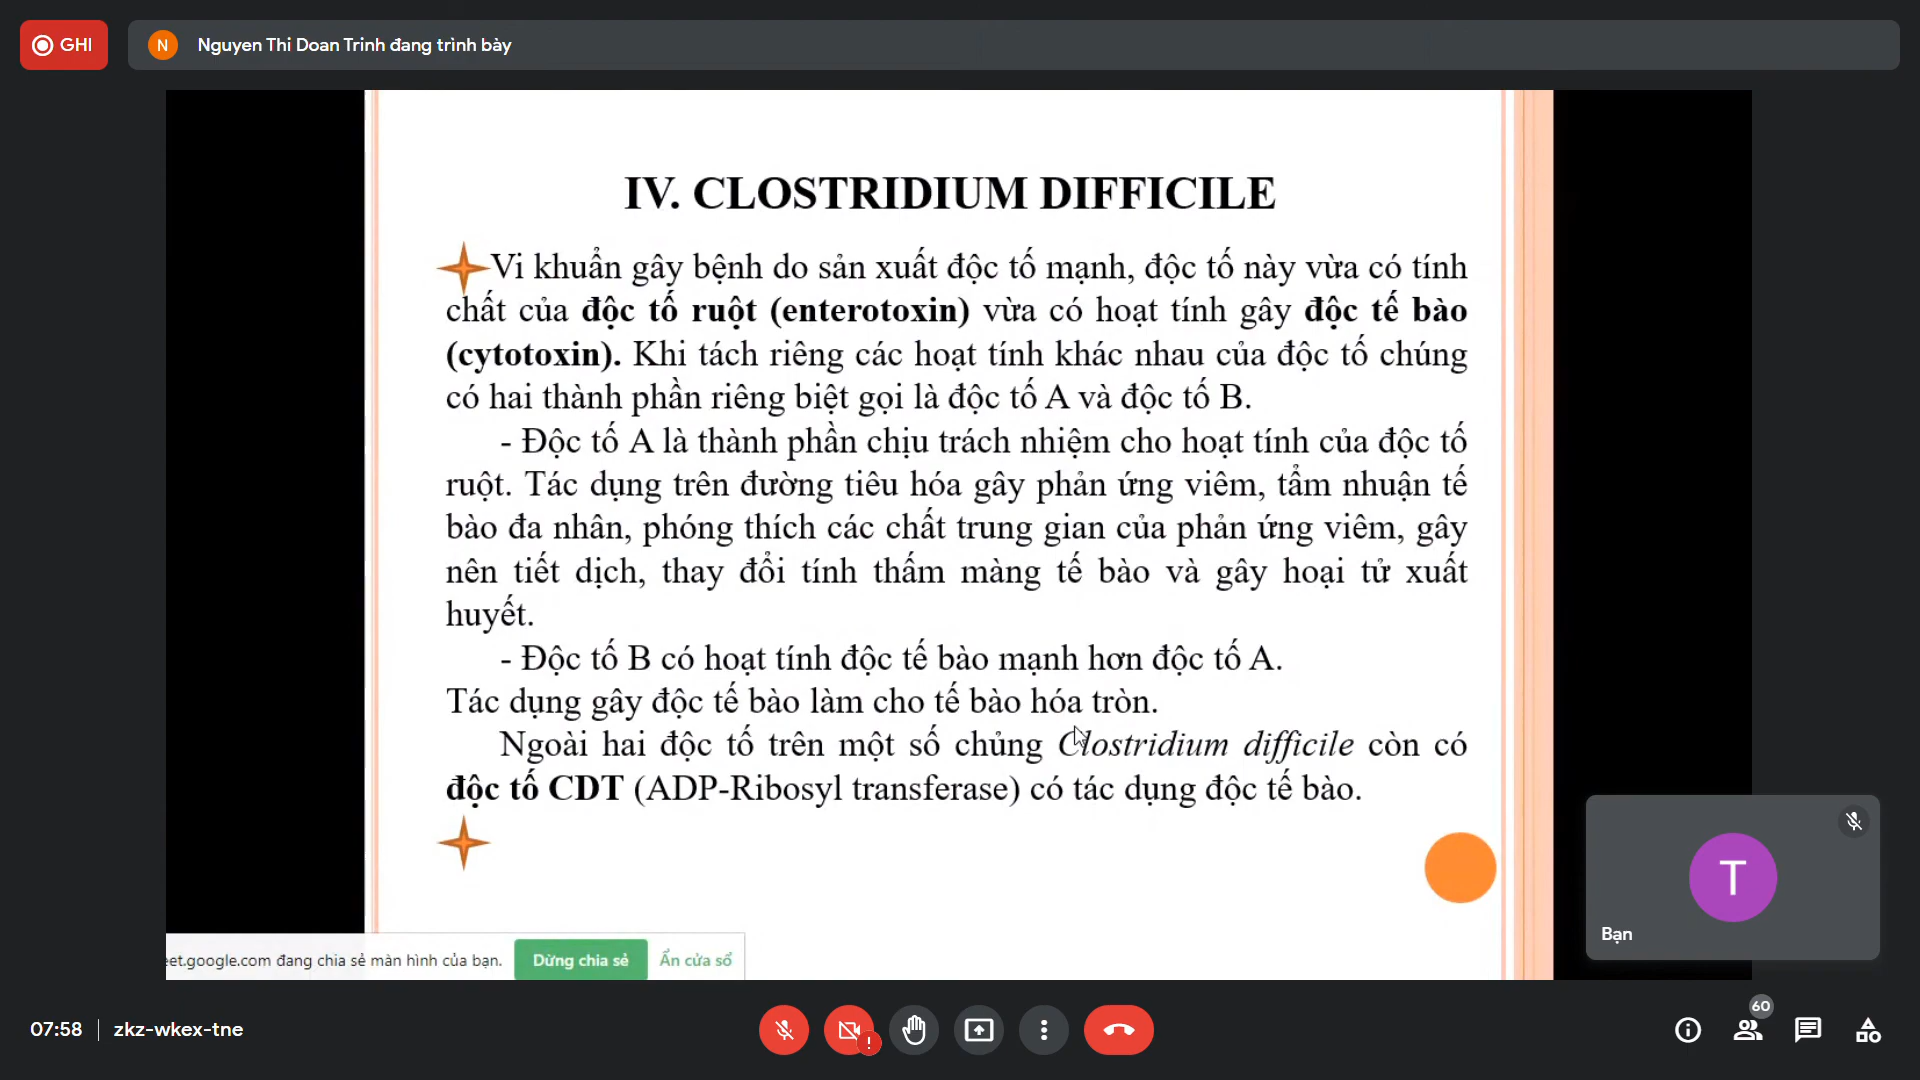 GHI
N
Nguyen Thi Doan Trinh đang trình bày
IV. CLOSTRIDIUM DIFFICILE
Vi khuẩn gây bệnh do sản xuất độc tố mạnh, độc tố này vừa có tính
chất của độc tố ruột (enterotoxin) vừa có hoạt tính gây độc tế bào
(cytotoxin). Khi tách riêng các hoạt tính khác nhau của độc tố chúng
có hai thành phần riêng biệt gọi là độc tố A và độc tố B.
- Độc tố A là thành phần chịu trách nhiệm cho hoạt tính của độc tố
ruột. Tác dụng trên đường tiêu hóa gây phản ứng viêm, tẩm nhuận tế
bào đa nhân, phóng thích các chất trung gian của phản ứng viêm, gây
nên tiết dịch, thay đổi tính thấm màng tế bào và gây hoại tử xuất
huyết.
- Độc tố B có hoạt tính độc tế bào mạnh hơn độc tố A.
Tác dụng gây độc tế bào làm cho tế bào hóa tròn.
Ngoài hai độc tố trên một số chủng Clostridium difficile còn có
độc tố CDT (ADP-Ribosyl transferase) có tác dụng độc tế bào.
T
Bạn
eet.google.com đang chia sẻ màn hình của bạn.
Dừng chia sẻ
Ẩn cửa sổ
07:58
zkz-wkex-tne
60